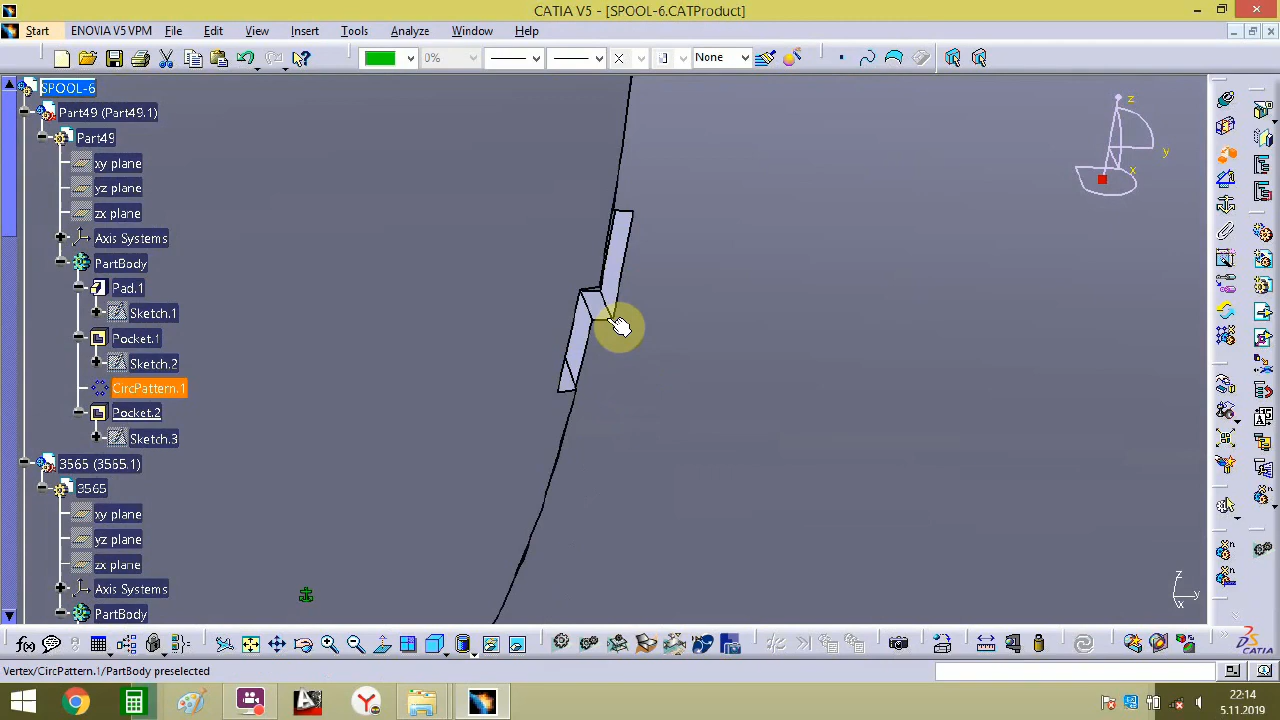 CATIA V5 - [SPOOL-6.CATProduct]
Start ENOVIA V5 VPM File Edit View Insert Tools Analyze Window Help
0% None
SPOOL-6
Part49 (Part49.1)
Part49
xy plane
yz plane
zx plane
Axis Systems
PartBody
Pad.1
Sketch.1
Pocket.1
Sketch.2
CircPattern.1
Pocket.2
Sketch.3
3565 (3565.1)
3565
xy plane
yz plane
zx plane
Axis Systems
PartBody
z
y
x
z
y
x
CATIA
Vertex/CircPattern.1/PartBody preselected
22:14
5.11.2019